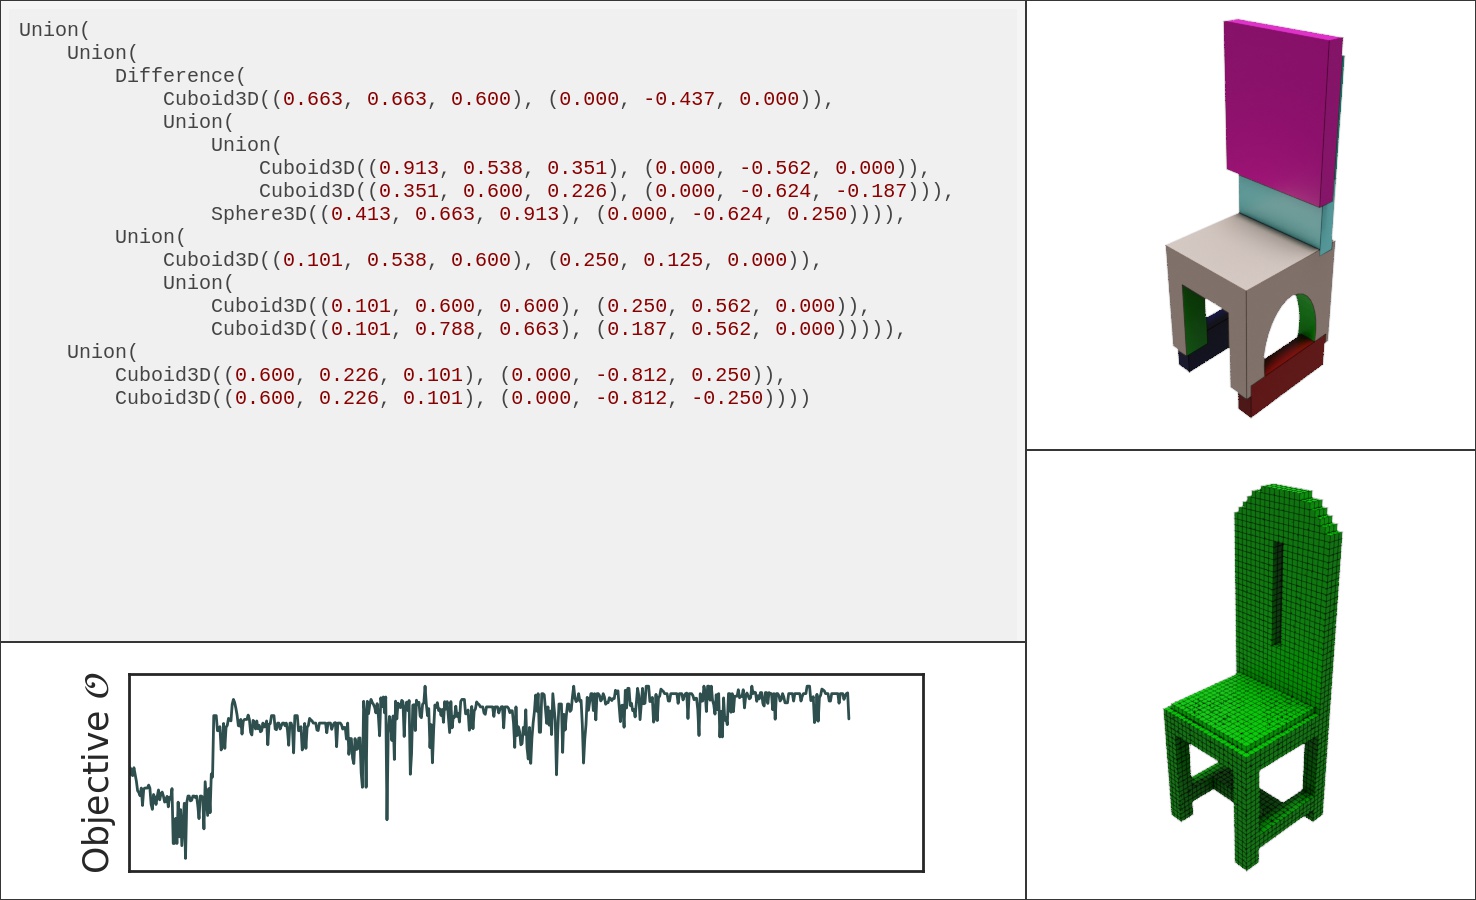 Union(
    Union(
        Difference(
            Cuboid3D((0.663, 0.663, 0.600), (0.000, -0.437, 0.000)),
            Union(
                Union(
                    Cuboid3D((0.913, 0.538, 0.351), (0.000, -0.562, 0.000)),
                    Cuboid3D((0.351, 0.600, 0.226), (0.000, -0.624, -0.187))),
                Sphere3D((0.413, 0.663, 0.913), (0.000, -0.624, 0.250)))),
        Union(
            Cuboid3D((0.101, 0.538, 0.600), (0.250, 0.125, 0.000)),
            Union(
                Cuboid3D((0.101, 0.600, 0.600), (0.250, 0.562, 0.000)),
                Cuboid3D((0.101, 0.788, 0.663), (0.187, 0.562, 0.000))))),
    Union(
        Cuboid3D((0.600, 0.226, 0.101), (0.000, -0.812, 0.250)),
        Cuboid3D((0.600, 0.226, 0.101), (0.000, -0.812, -0.250))))
Objective 𝒪